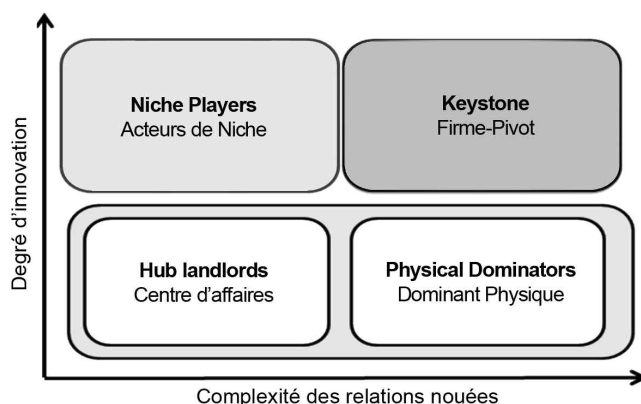 Degré d'innovation
Niche Players
Acteurs de Niche
Keystone
Firme-Pivot
Hub landlords
Centre d'affaires
Physical Dominators
Dominant Physique
Complexité des relations nouées